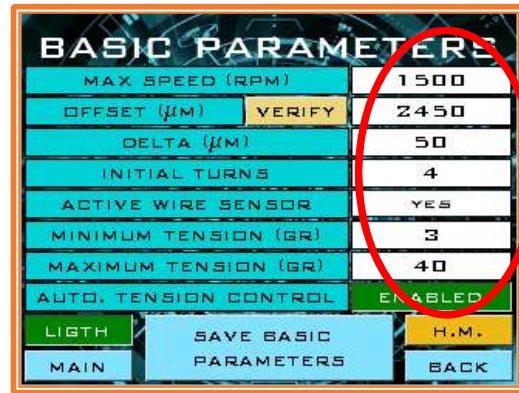 BASIC PARAMETERS
MAX SPEED (RPM) 1500
OFFSET (µM) VERIFY 2450
DELTA (µM) 50
INITIAL TURNS 4
ACTIVE WIRE SENSOR YES
MINIMUM TENSION (GR) 3
MAXIMUM TENSION (GR) 40
AUTO. TENSION CONTROL ENABLED
LIGTH SAVE BASIC PARAMETERS H.M.
MAIN BACK